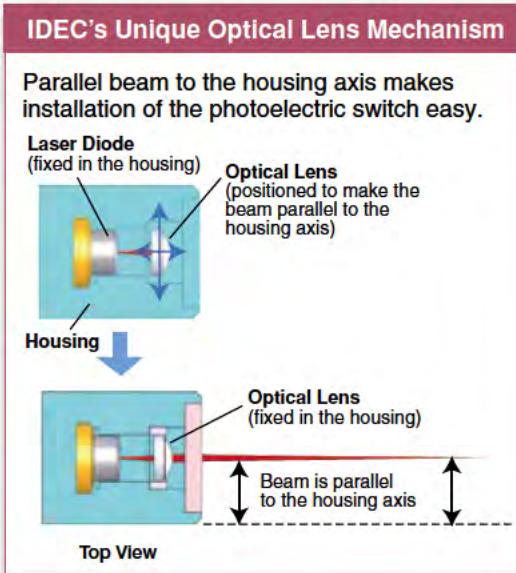 IDEC's Unique Optical Lens Mechanism
Parallel beam to the housing axis makes
installation of the photoelectric switch easy.
Laser Diode
(fixed in the housing)
Optical Lens
(positioned to make the
beam parallel to the
housing axis)
Housing
Optical Lens
(fixed in the housing)
Beam is parallel
to the housing axis
Top View